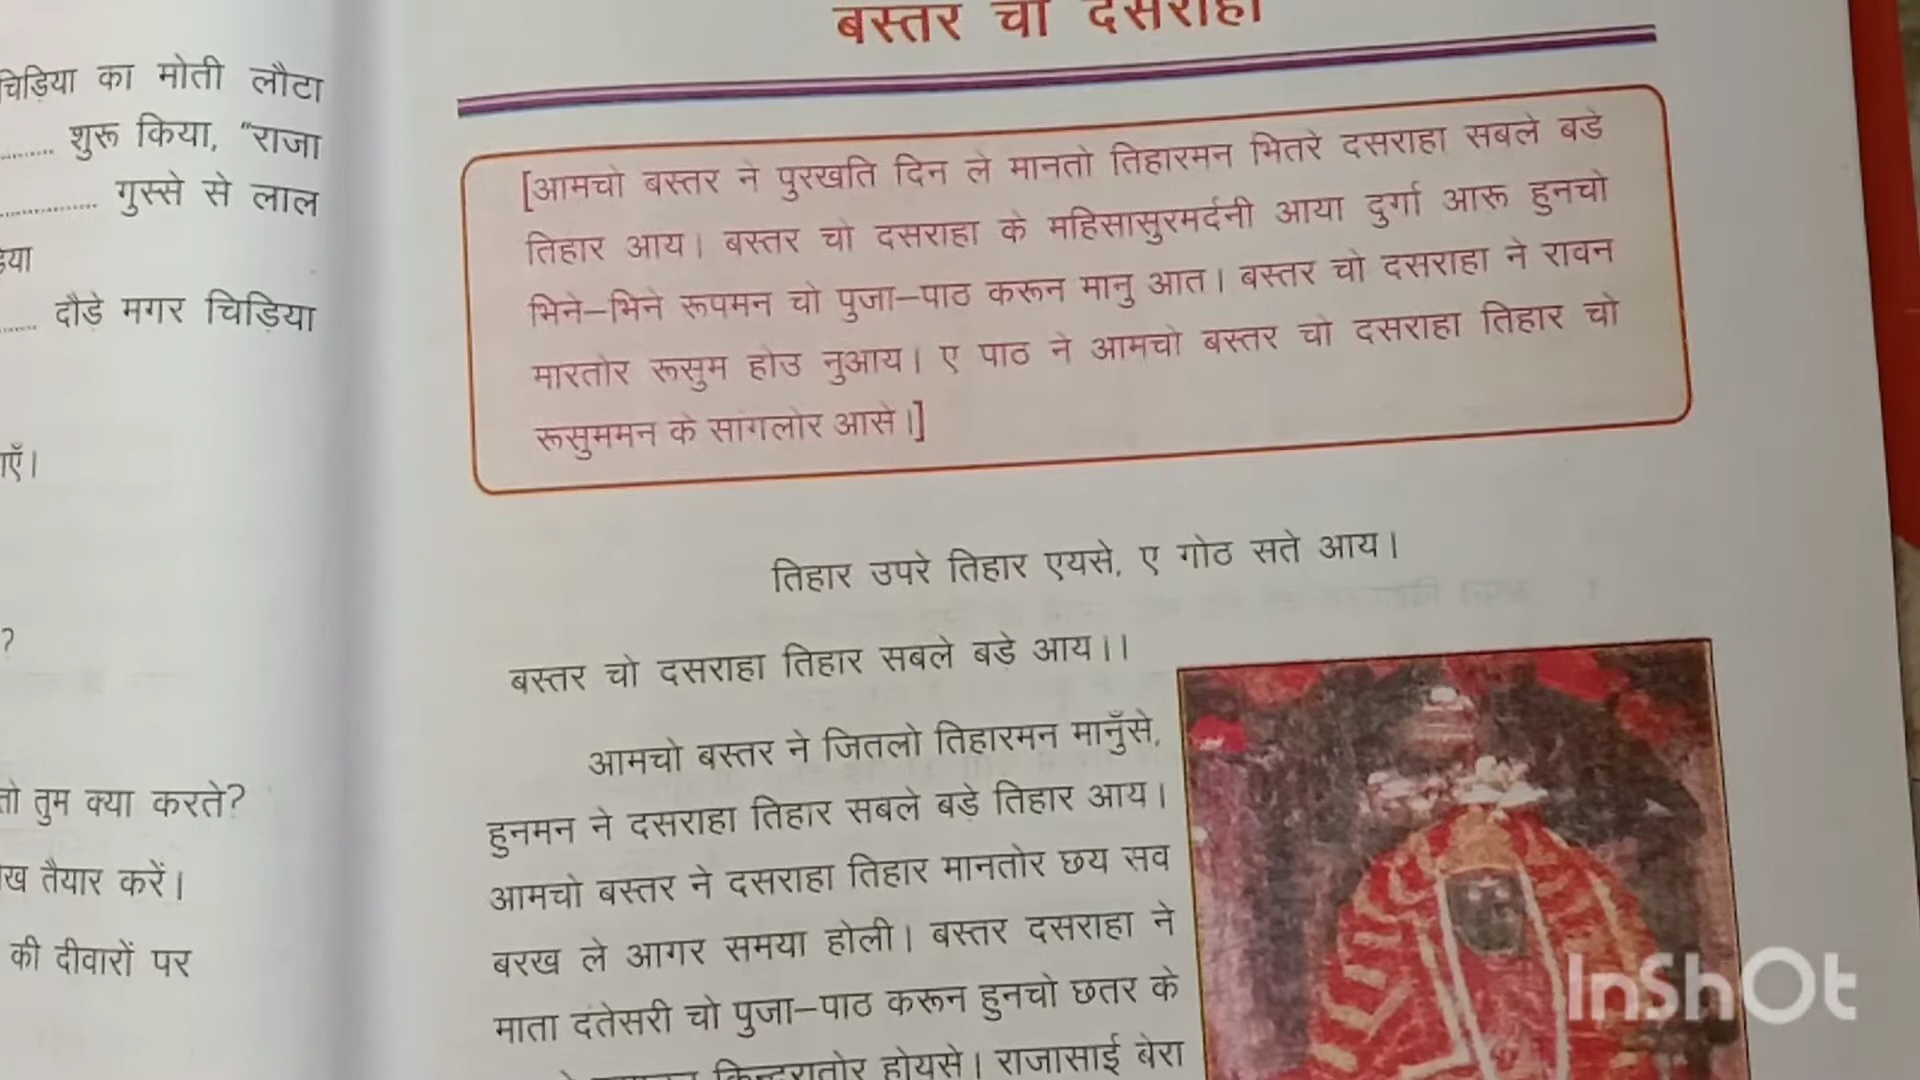 चिड़िया का मोती लौटा
........ शुरू किया, "राजा
............... गुस्से से लाल
..... दौड़े मगर चिड़िया
?
तुम क्या करते?
तैयार करें।
की दीवारों पर
बस्तर चो दसराहा
[आमचो बस्तर ने पुरखति दिन ले मानतो तिहारमन भितरे दसराहा सबले बडे
तिहार आय। बस्तर चो दसराहा के महिसासुरमर्दनी आया दुर्गा आरू हुनचो
भिने–भिने रूपमन चो पुजा–पाठ करून मानु आत। बस्तर चो दसराहा ने रावन
मारतोर रूसुम होउ नुआय। ए पाठ ने आमचो बस्तर चो दसराहा तिहार चो
रूसुममन के सांगलोर आसे।]
तिहार उपरे तिहार एयसे, ए गोठ सते आय।
बस्तर चो दसराहा तिहार सबले बड़े आय।।
आमचो बस्तर ने जितलो तिहारमन मानुँसे,
हुनमन ने दसराहा तिहार सबले बड़े तिहार आय।
आमचो बस्तर ने दसराहा तिहार मानतोर छय सव
बरख ले आगर समया होली। बस्तर दसराहा ने
माता दंतेसरी चो पुजा–पाठ करून हुनचो छतर के
किन्दरातोर होयसे। राजासाई बेरा
InShOt